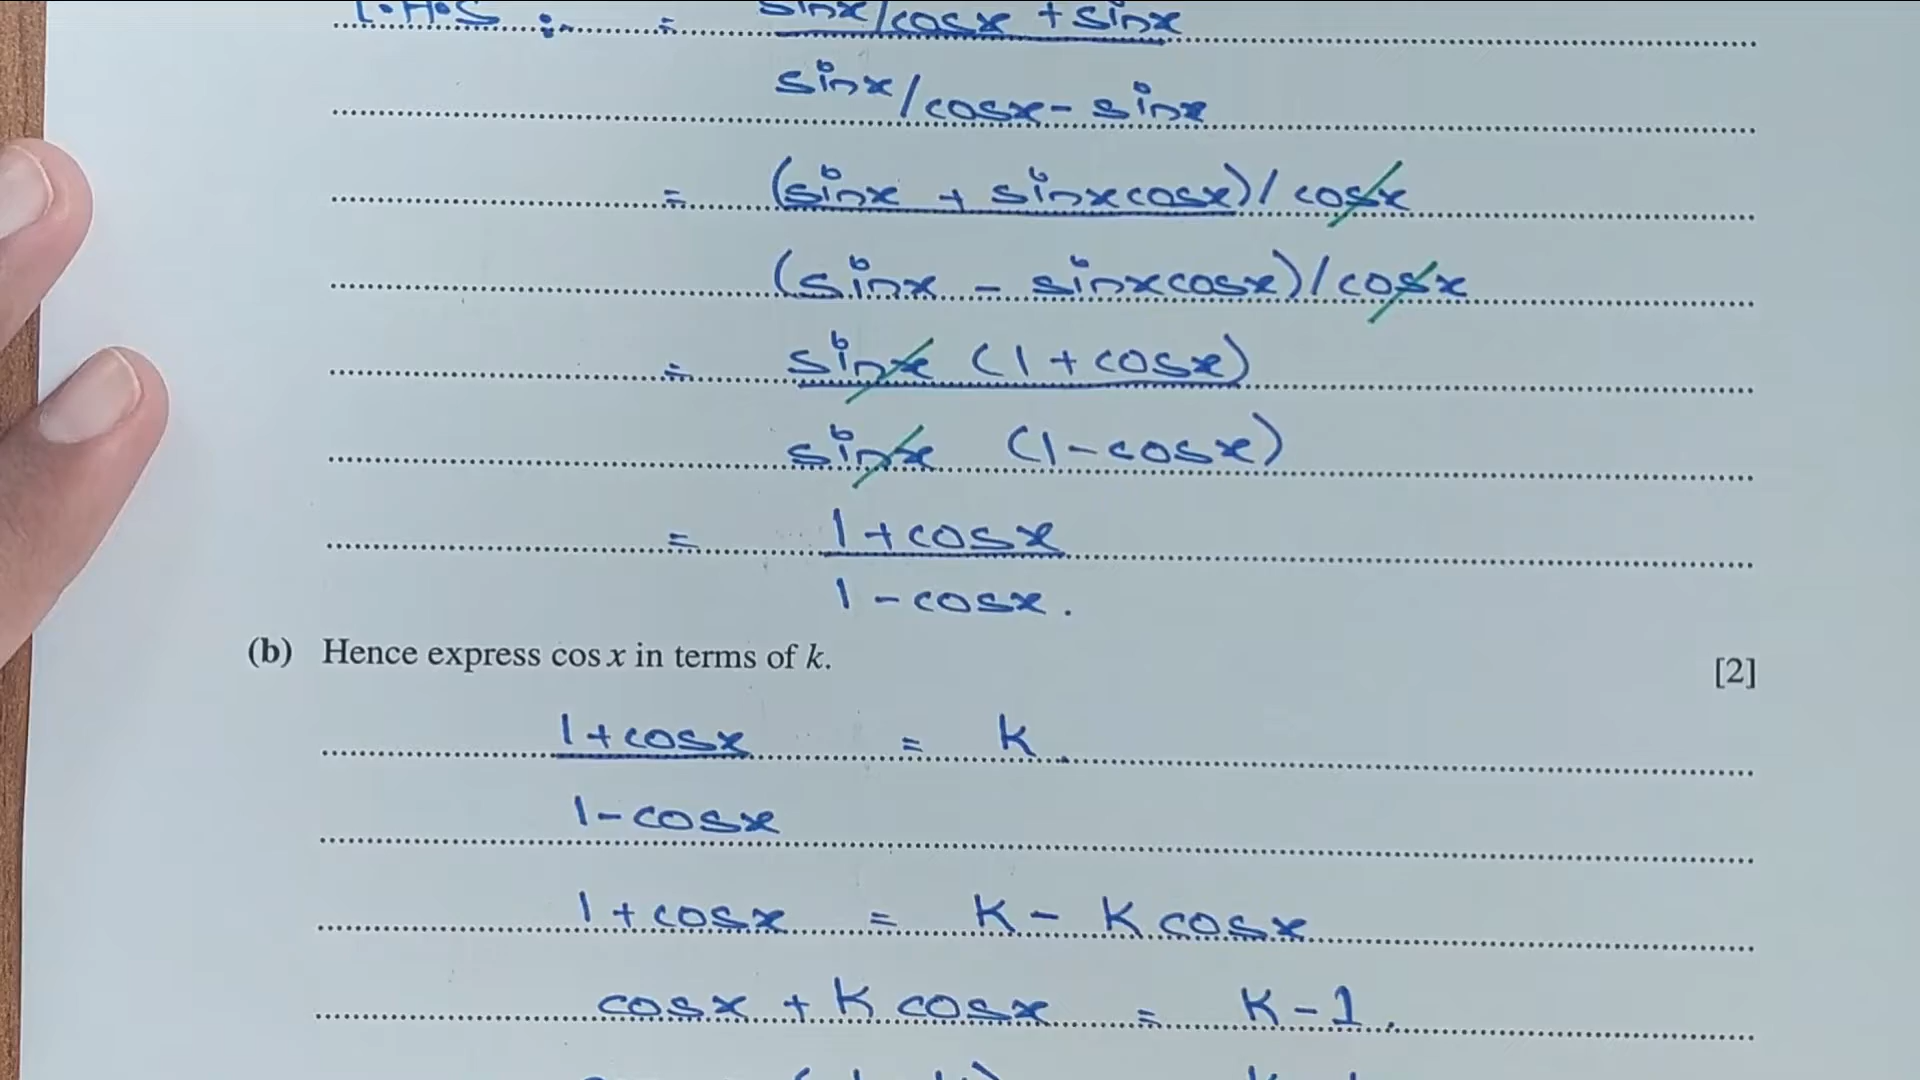 L.H.S :- = sinx/cosx + sinx
sinx/cosx - sinx
= (sinx + sinxcosx)/cosx
(sinx - sinxcosx)/cosx
= sinx (1+cosx)
sinx (1-cosx)
= 1+cosx
1-cosx.
(b) Hence express cos x in terms of k. [2]
1+cosx = K.
1-cosx
1+cosx = K - K cosx
cosx + K cosx = K-1.